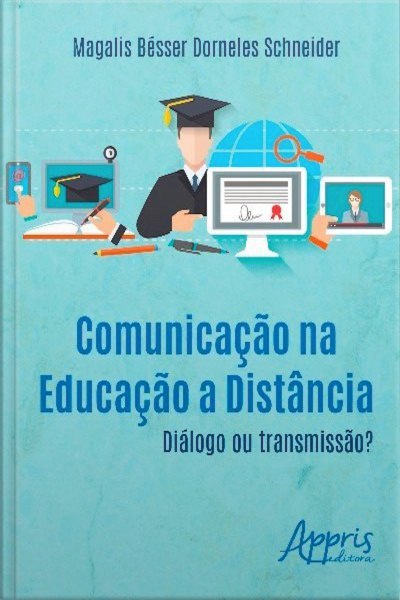 Magalis Bésser Dorneles Schneider
Comunicação na
Educação a Distância
Diálogo ou transmissão?
Appris
editora